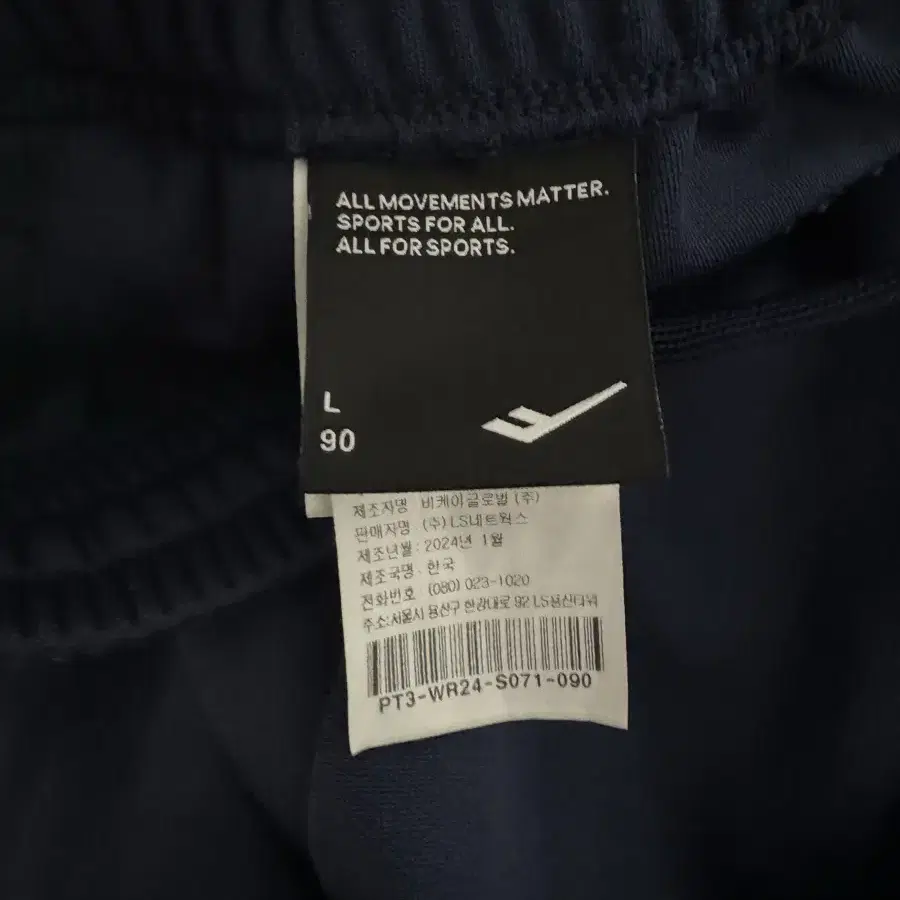 ALL MOVEMENTS MATTER.
SPORTS FOR ALL.
ALL FOR SPORTS.
L
90
제조자명 비케이글로벌 (주)
판매자명 (주)LS네트웍스
제조년월 : 2024년 1월
제조국명 : 한국
전화번호 (080) 023-1020
주소:서울시 용산구 한강대로 92 LS용산타워
PT3-WR24-S071-090